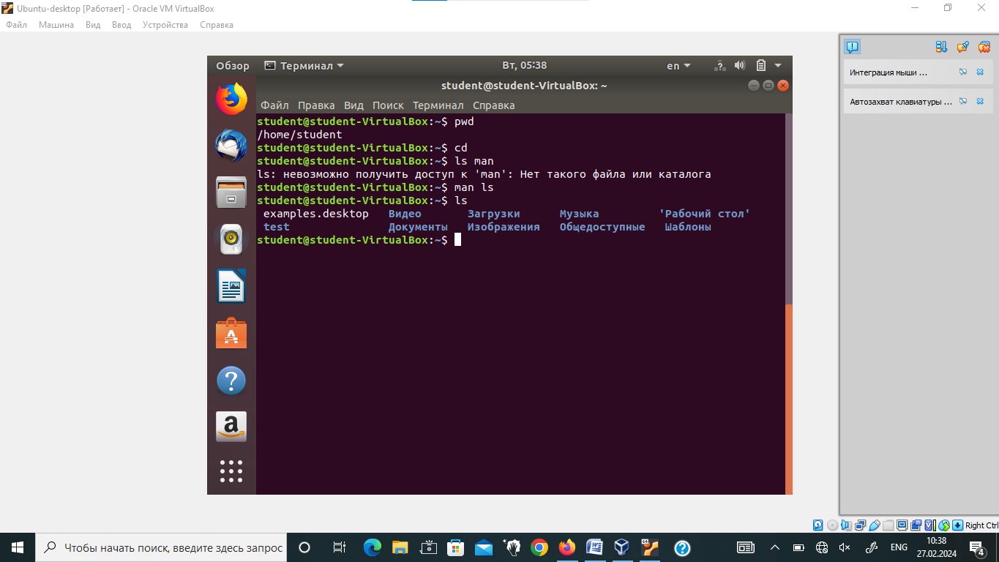 Ubuntu-desktop [Работает] - Oracle VM VirtualBox
Файл Машина Вид Ввод Устройства Справка
Обзор Терминал Вт, 05:38 en
student@student-VirtualBox: ~
Файл Правка Вид Поиск Терминал Справка
student@student-VirtualBox:~$ pwd
/home/student
student@student-VirtualBox:~$ cd
student@student-VirtualBox:~$ ls man
ls: невозможно получить доступ к 'man': Нет такого файла или каталога
student@student-VirtualBox:~$ man ls
student@student-VirtualBox:~$ ls
examples.desktop Видео Загрузки Музыка 'Рабочий стол'
test Документы Изображения Общедоступные Шаблоны
student@student-VirtualBox:~$
Интеграция мыши ...
Автозахват клавиатуры ...
Right Ctrl
Чтобы начать поиск, введите здесь запрос
ENG
10:38
27.02.2024
4